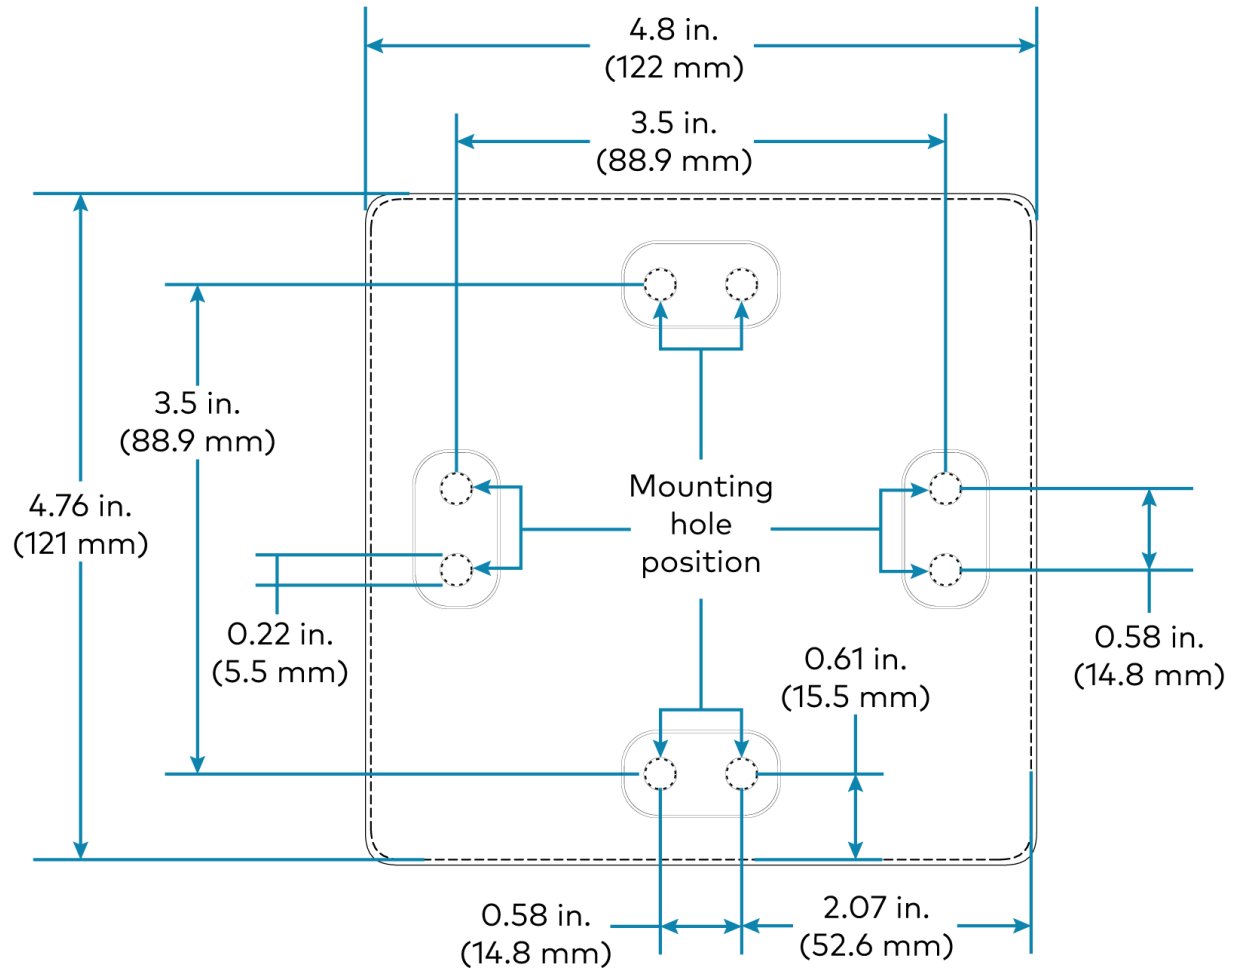 4.8 in.
(122 mm)
3.5 in.
(88.9 mm)
3.5 in.
(88.9 mm)
4.76 in.
(121 mm)
Mounting
hole
position
0.22 in.
(5.5 mm)
0.61 in.
(15.5 mm)
0.58 in.
(14.8 mm)
0.58 in.
(14.8 mm)
2.07 in.
(52.6 mm)